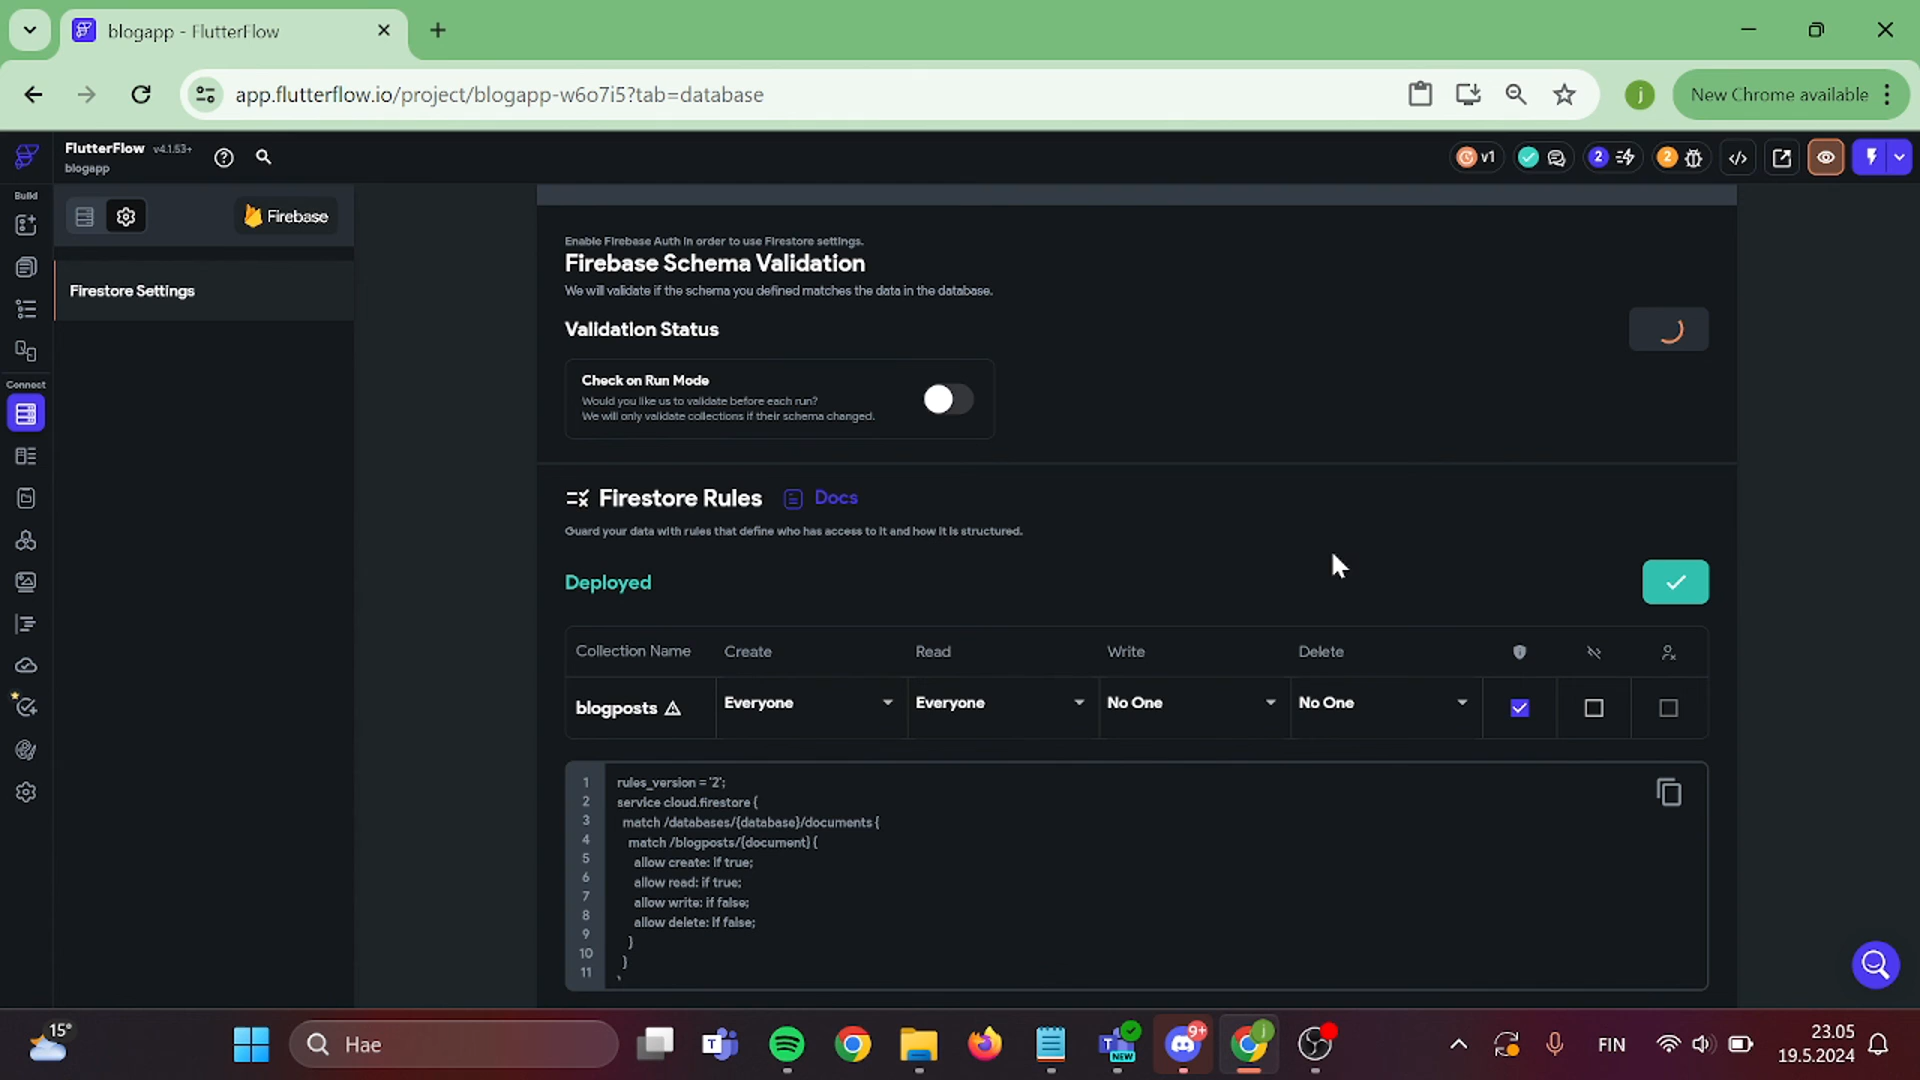 blogapp - FlutterFlow
app.flutterflow.io/project/blogapp-w6o7i5?tab=database
j
New Chrome available
FlutterFlow v4.1.53+
blogapp
v1
2
2
Build
Firebase
Firestore Settings
Connect
Enable Firebase Auth in order to use Firestore settings.
Firebase Schema Validation
We will validate if the schema you defined matches the data in the database.
Validation Status
Check on Run Mode
Would you like us to validate before each run?
We will only validate collections if their schema changed.
Firestore Rules
Docs
Guard your data with rules that define who has access to it and how it is structured.
Deployed
Collection Name Create Read Write Delete
blogposts Everyone Everyone No One No One
1 rules_version = '2';
2 service cloud.firestore {
3 match /databases/{database}/documents {
4 match /blogposts/{document} {
5 allow create: if true;
6 allow read: if true;
7 allow write: if false;
8 allow delete: if false;
9 }
10 }
11
15°
Hae
T
NEW
9+
j
FIN
23.05
19.5.2024